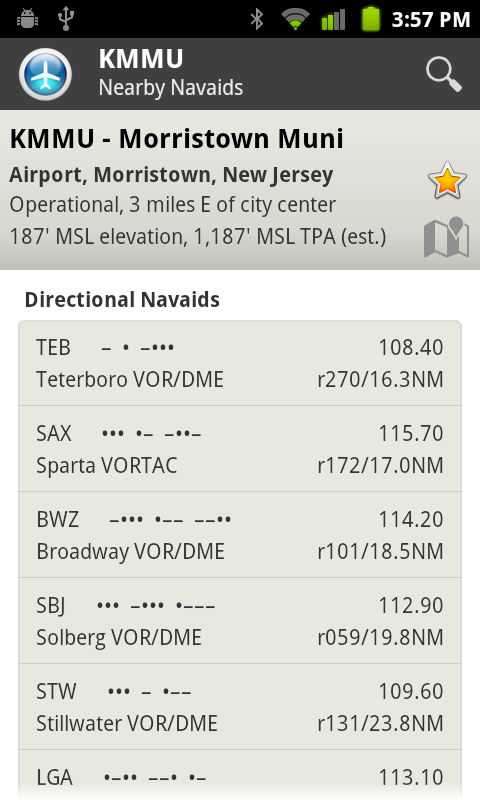 3:57 PM
KMMU
Nearby Navaids
KMMU - Morristown Muni
Airport, Morristown, New Jersey
Operational, 3 miles E of city center
187' MSL elevation, 1,187' MSL TPA (est.)
Directional Navaids
TEB – • –••• 108.40
Teterboro VOR/DME r270/16.3NM
SAX ••• •– –••– 115.70
Sparta VORTAC r172/17.0NM
BWZ –••• •–– ––•• 114.20
Broadway VOR/DME r101/18.5NM
SBJ ••• –••• •––– 112.90
Solberg VOR/DME r059/19.8NM
STW ••• – •–– 109.60
Stillwater VOR/DME r131/23.8NM
LGA •–•• ––• •– 113.10